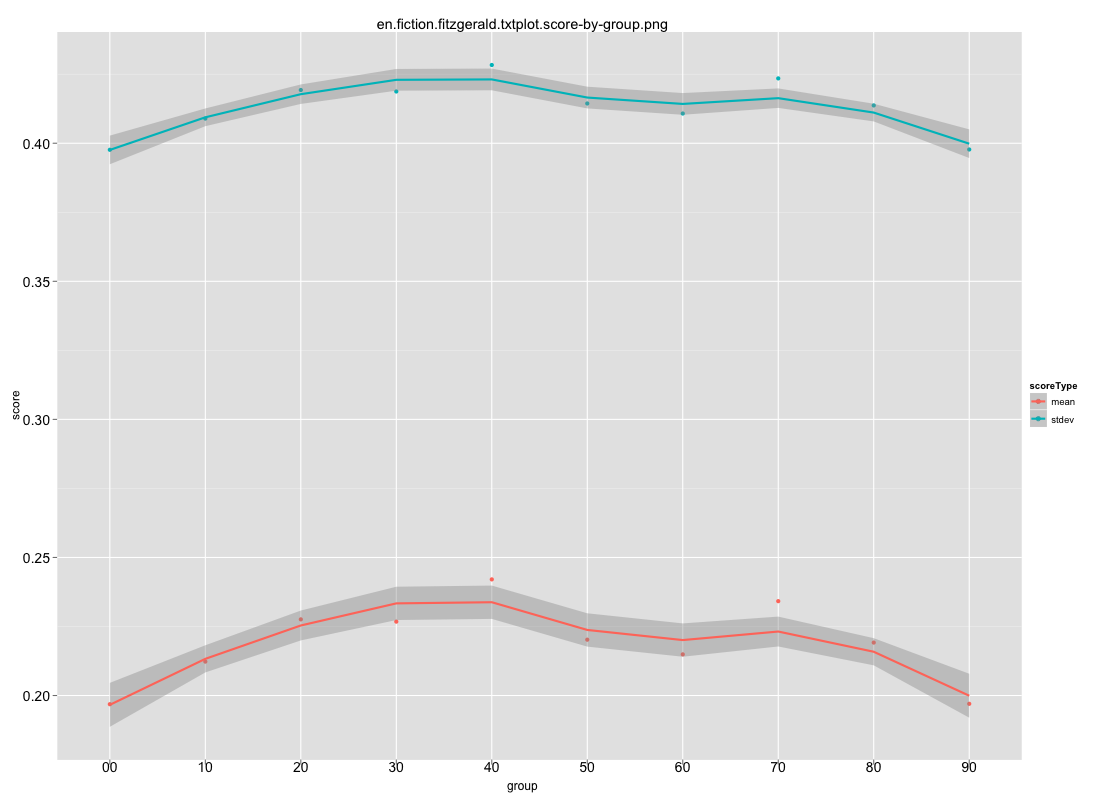 en.fiction.fitzgerald.txtplot.score-by-group.png
score
0.40
0.35
0.30
0.25
0.20
00 10 20 30 40 50 60 70 80 90
group
scoreType
mean
stdev